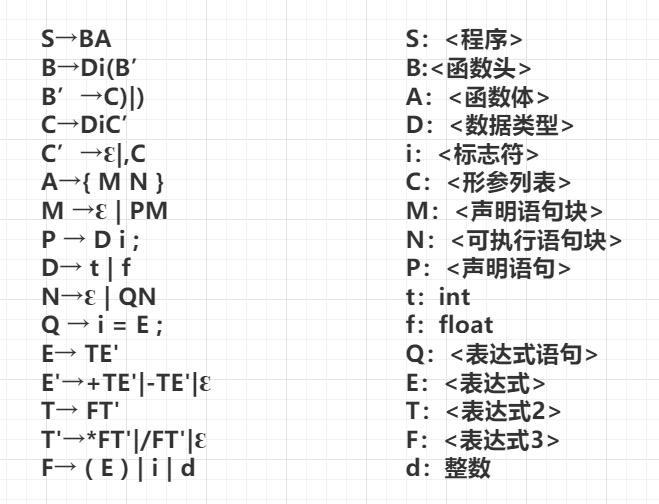 S→BA
B→Di(B′
B′ →C)|)
C→DiC′
C′ →ε|,C
A→{ M N }
M →ε | PM
P → D i ;
D→ t | f
N→ε | QN
Q → i = E ;
E→ TE'
E'→+TE'|-TE'|ε
T→ FT'
T'→*FT'|/FT'|ε
F→ ( E ) | i | d
S：<程序>
B:<函数头>
A：<函数体>
D：<数据类型>
i：<标志符>
C：<形参列表>
M：<声明语句块>
N：<可执行语句块>
P：<声明语句>
t：int
f：float
Q：<表达式语句>
E：<表达式>
T：<表达式2>
F：<表达式3>
d：整数